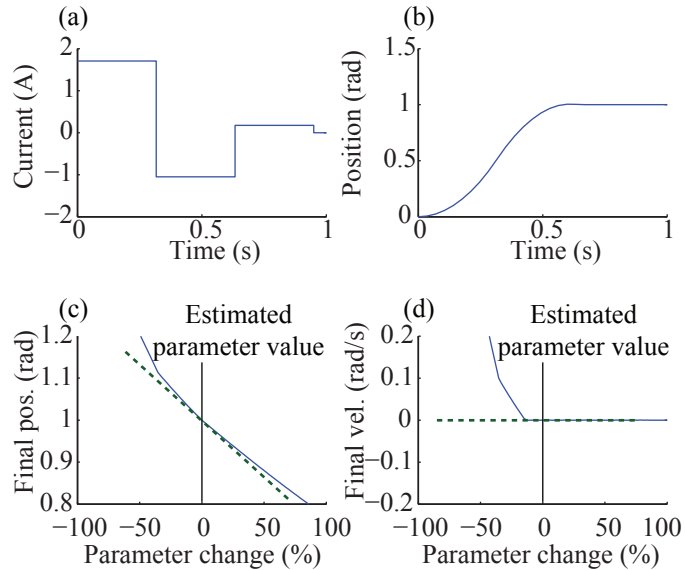 (a)
2
1
0
−1
−2
Current (A)
0
0.5
1
Time (s)
(b)
1.5
1
0.5
0
Position (rad)
0
0.5
1
Time (s)
(c)
Estimated
parameter value
1.2
1.1
1
0.9
0.8
Final pos. (rad)
−100
−50
0
50
100
Parameter change (%)
(d)
Estimated
parameter value
0.2
0.1
0
−0.1
−0.2
Final vel. (rad/s)
−100
−50
0
50
100
Parameter change (%)